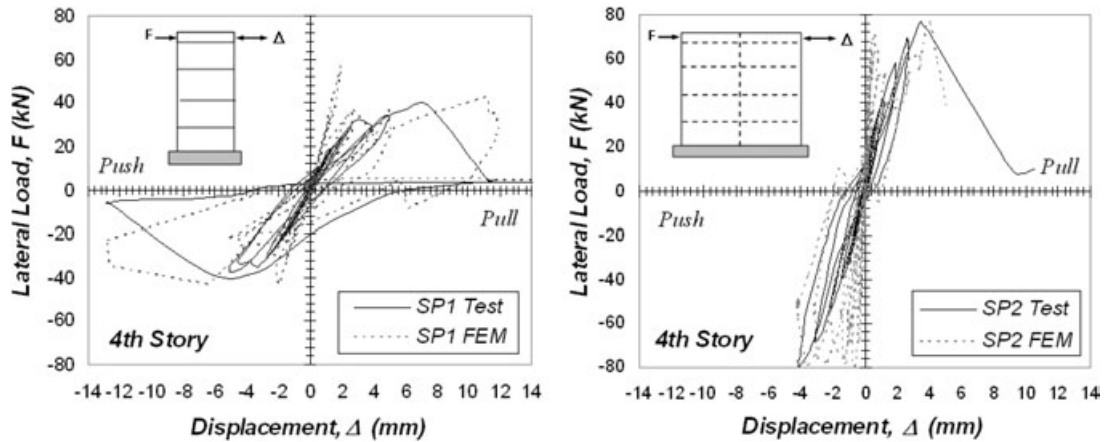 80
60
40
20
0
-20
-40
-60
-80
Lateral Load, F (kN)
F
Δ
Push
Pull
SP1 Test
SP1 FEM
4th Story
-14 -12 -10 -8 -6 -4 -2 0 2 4 6 8 10 12 14
Displacement, Δ (mm)
80
60
40
20
0
-20
-40
-60
-80
Lateral Load, F (kN)
F
Δ
Pull
Push
SP2 Test
SP2 FEM
4th Story
-14 -12 -10 -8 -6 -4 -2 0 2 4 6 8 10 12 14
Displacement, Δ (mm)